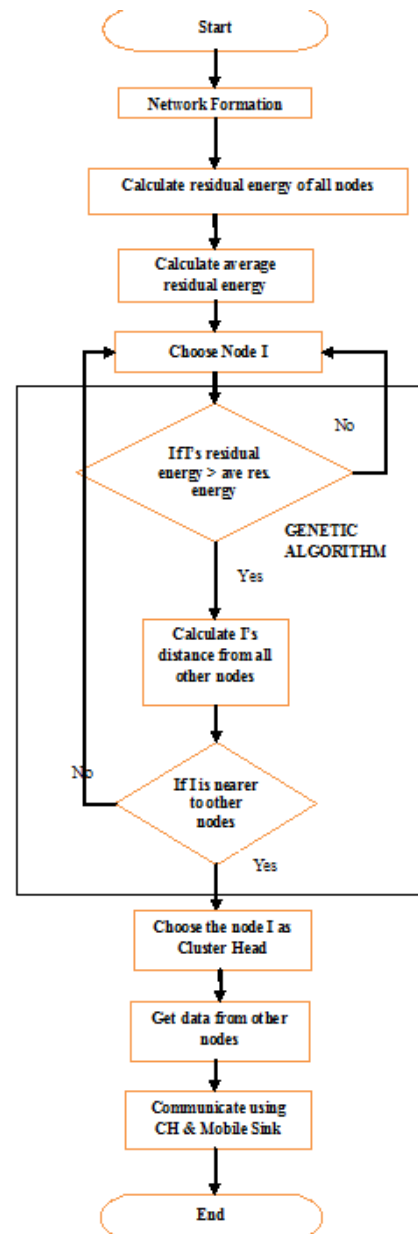 Start
Network Formation
Calculate residual energy of all nodes
Calculate average
residual energy
Choose Node I
No
If I's residual
energy > ave res.
energy
GENETIC
ALGORITHM
Yes
Calculate I's
distance from all
other nodes
No
If I is nearer
to other
nodes
Yes
Choose the node I as
Cluster Head
Get data from other
nodes
Communicate using
CH & Mobile Sink
End